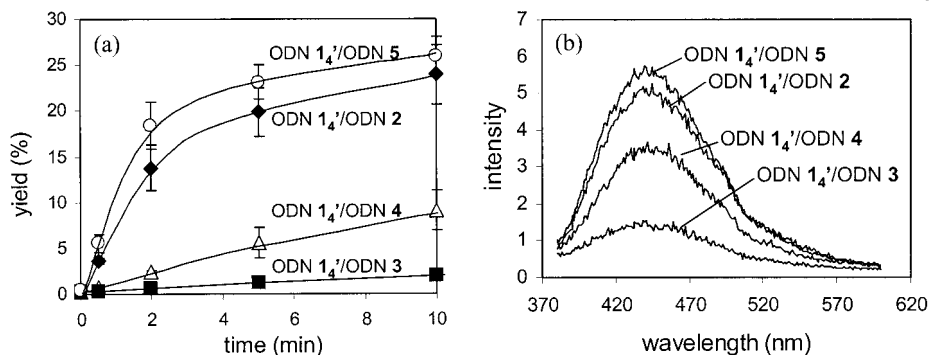 (a)
30
25
20
15
10
5
0
yield (%)
ODN 1₄'/ODN 5
ODN 1₄'/ODN 2
ODN 1₄'/ODN 4
ODN 1₄'/ODN 3
0 2 4 6 8 10
time (min)
(b)
7
6
5
4
3
2
1
0
intensity
ODN 1₄'/ODN 5
ODN 1₄'/ODN 2
ODN 1₄'/ODN 4
ODN 1₄'/ODN 3
370 420 470 520 570 620
wavelength (nm)